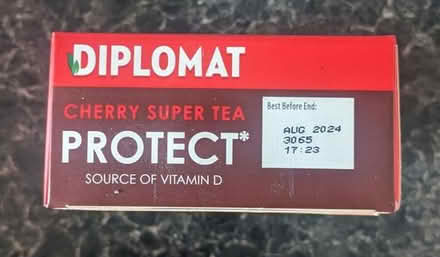 DIPLOMAT
CHERRY SUPER TEA
PROTECT*
SOURCE OF VITAMIN D
Best Before End:
AUG 2024
3065
17:23